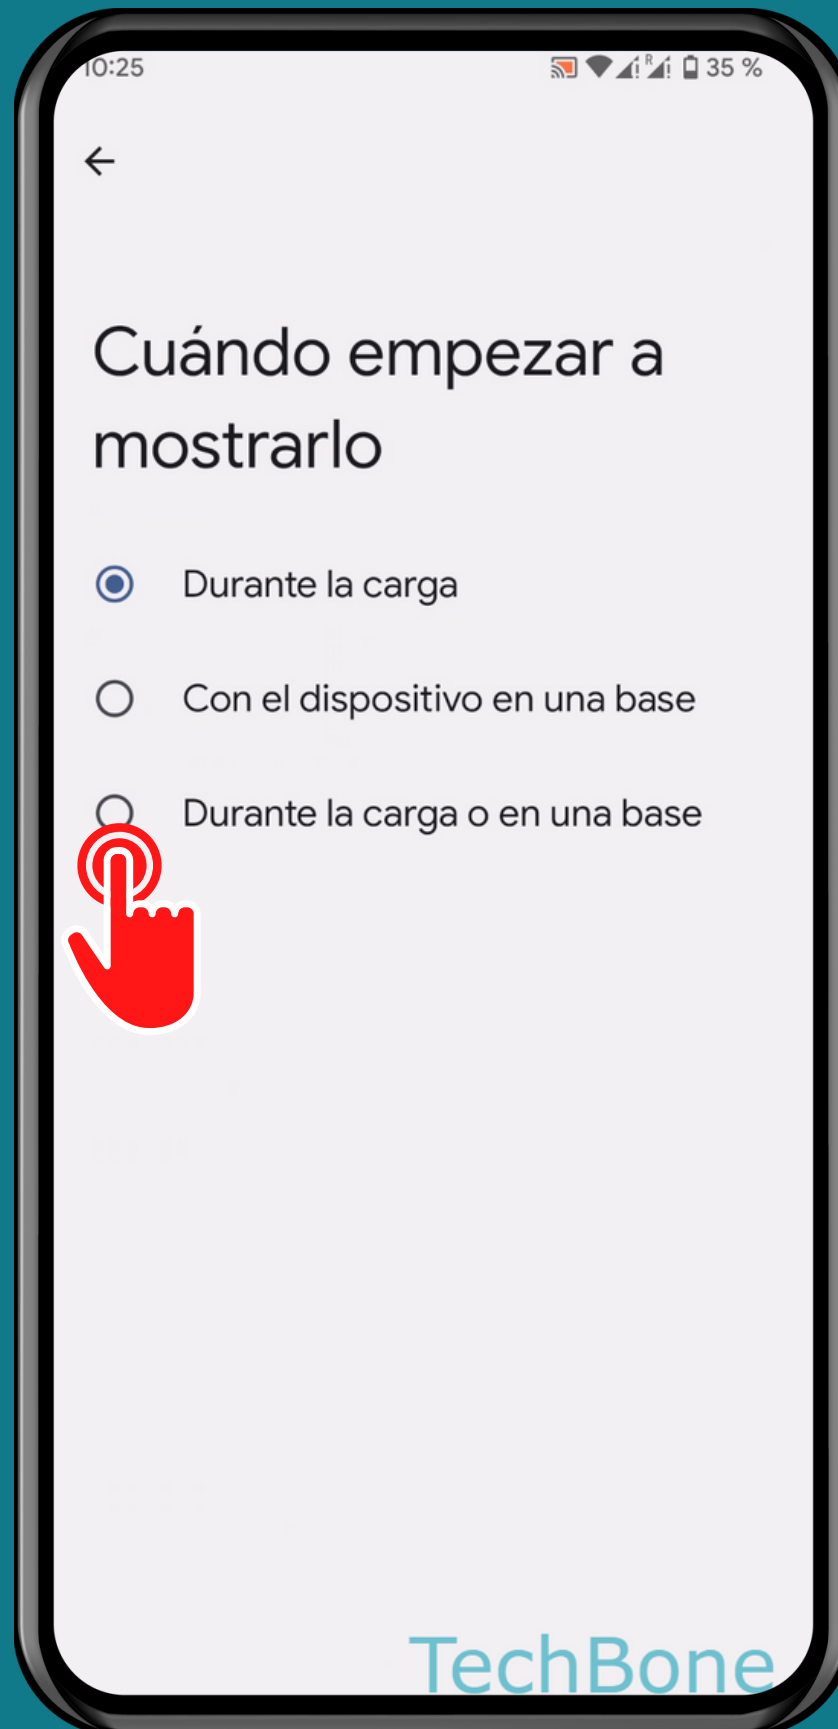 10:25
R
35 %
Cuándo empezar a
mostrarlo
Durante la carga
Con el dispositivo en una base
Durante la carga o en una base
TechBone